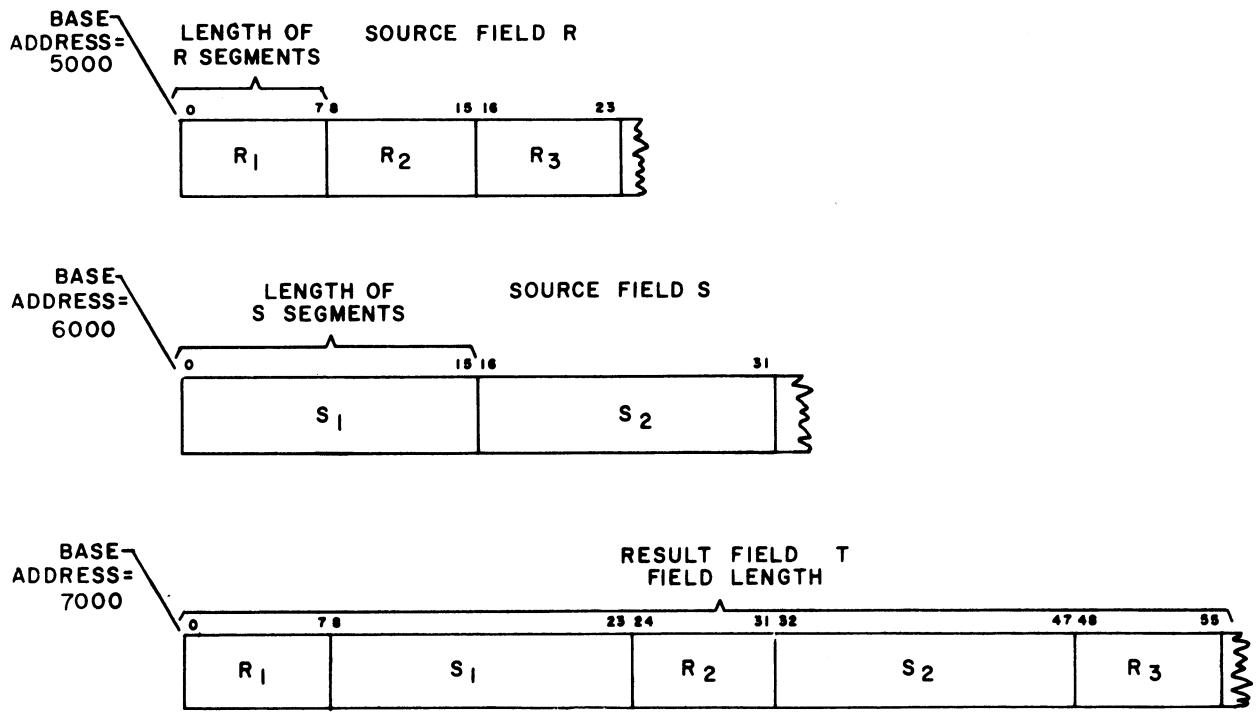 BASE
ADDRESS=
5000
LENGTH OF
R SEGMENTS
SOURCE FIELD R
0 7 8 15 16 23
R1 R2 R3
BASE
ADDRESS=
6000
LENGTH OF
S SEGMENTS
SOURCE FIELD S
0 15 16 31
S1 S2
BASE
ADDRESS=
7000
RESULT FIELD T
FIELD LENGTH
0 7 8 23 24 31 32 47 48 55
R1 S1 R2 S2 R3